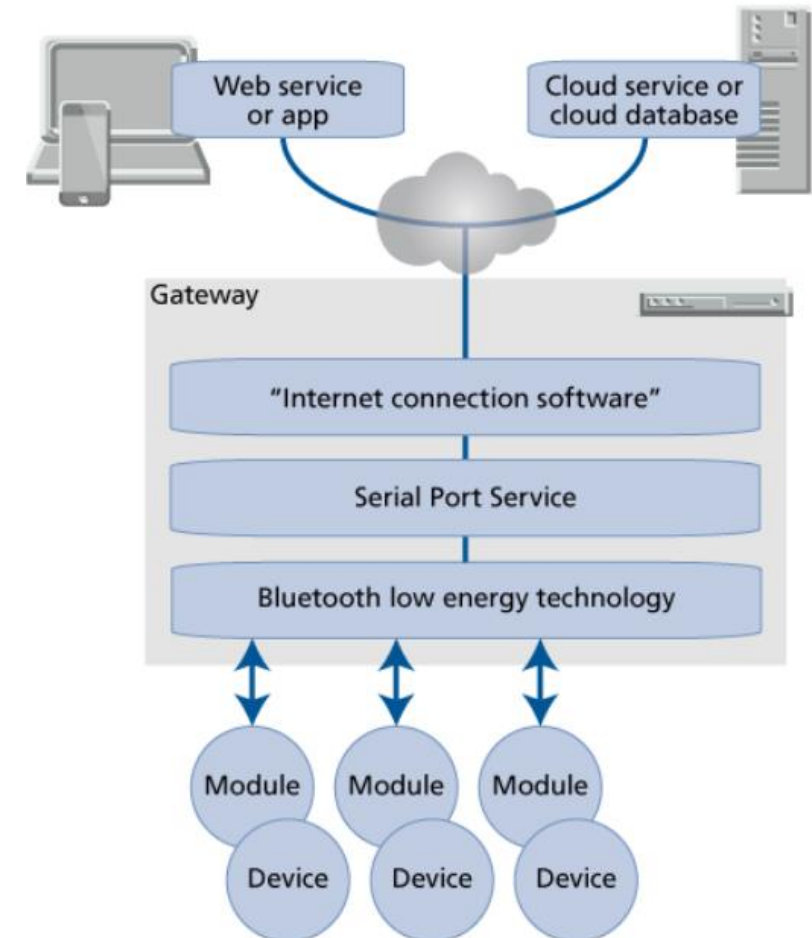 Web service
or app
Cloud service or
cloud database
Gateway
“Internet connection software”
Serial Port Service
Bluetooth low energy technology
Module
Module
Module
Device
Device
Device